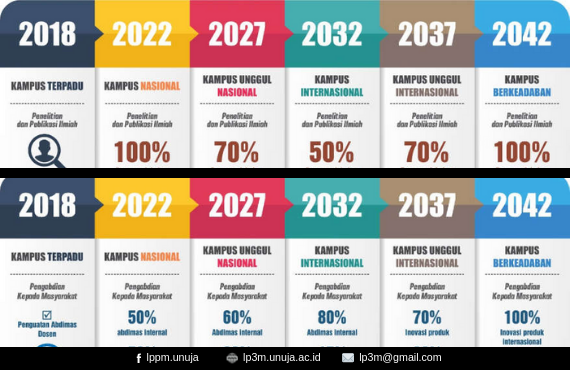 2018 2022 2027 2032 2037 2042
KAMPUS TERPADU
KAMPUS NASIONAL
KAMPUS UNGGUL
NASIONAL
KAMPUS
INTERNASIONAL
KAMPUS UNGGUL
INTERNASIONAL
KAMPUS
BERKEADABAN
Penelitian
dan Publikasi Ilmiah
Penelitian
dan Publikasi Ilmiah
100%
Penelitian
dan Publikasi Ilmiah
70%
Penelitian
dan Publikasi Ilmiah
50%
Penelitian
dan Publikasi Ilmiah
70%
Penelitian
dan Publikasi Ilmiah
100%
2018 2022 2027 2032 2037 2042
KAMPUS TERPADU
KAMPUS NASIONAL
KAMPUS UNGGUL
NASIONAL
KAMPUS
INTERNASIONAL
KAMPUS UNGGUL
INTERNASIONAL
KAMPUS
BERKEADABAN
Pengabdian
Kepada Masyarakat
Penguatan Abdimas
Dosen
Pengabdian
Kepada Masyarakat
50%
abdimas internal
Pengabdian
Kepada Masyarakat
60%
Abdimas internal
Pengabdian
Kepada Masyarakat
80%
Abdimas internal
Pengabdian
Kepada Masyarakat
70%
Inovasi produk
Pengabdian
Kepada Masyarakat
100%
Inovasi produk
internasional
lppm.unuja lp3m.unuja.ac.id lp3m@gmail.com